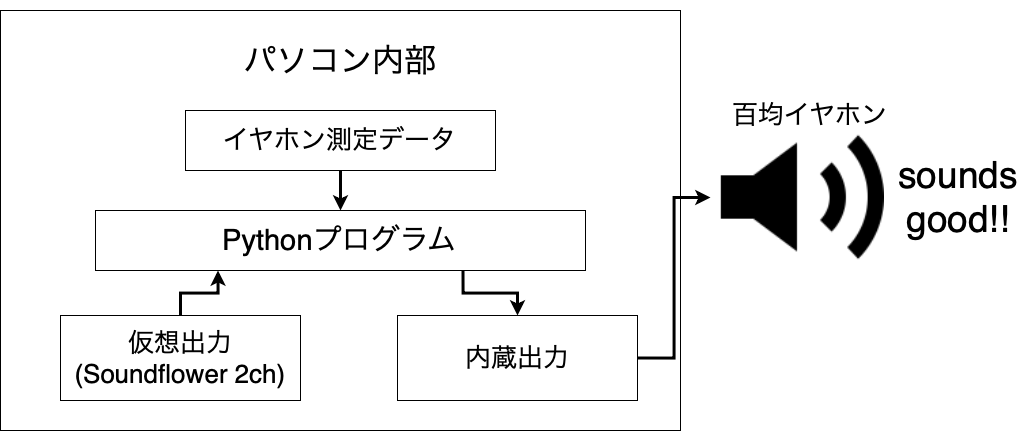 パソコン内部
イヤホン測定データ
Pythonプログラム
仮想出力
(Soundflower 2ch)
内蔵出力
百均イヤホン
sounds
good!!